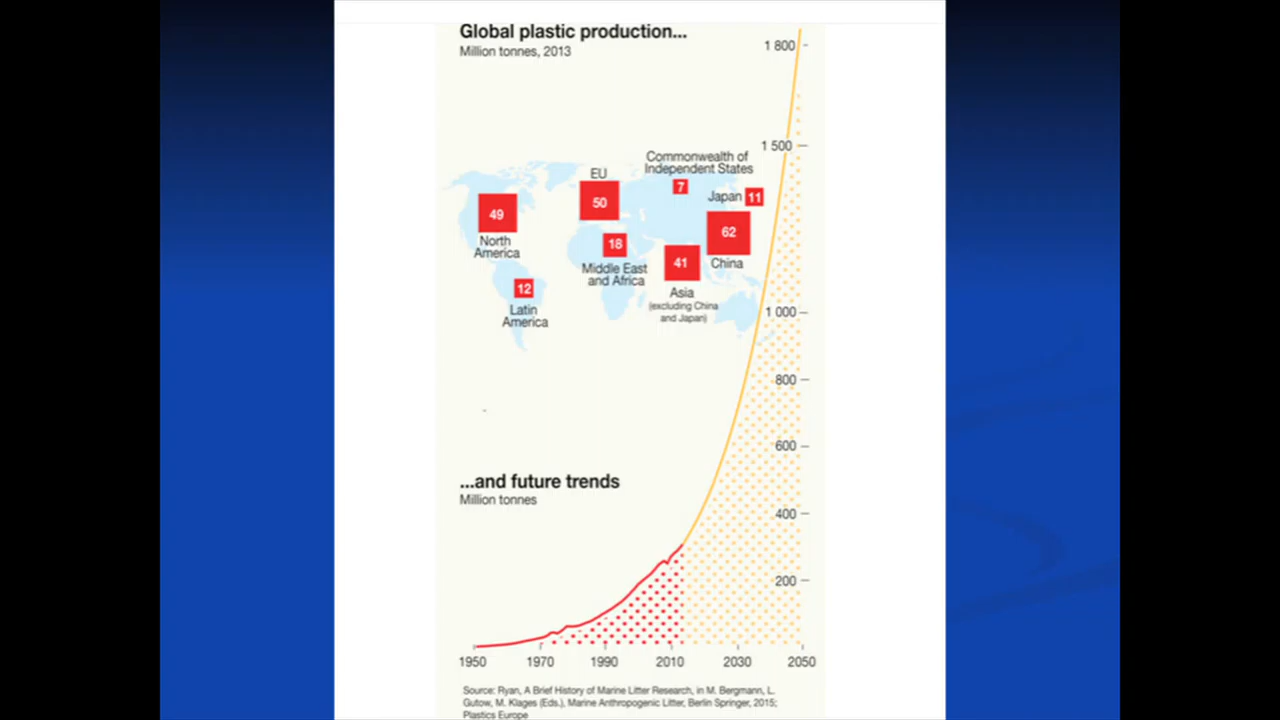 Global plastic production...
Million tonnes, 2013
1 800
1 500
Commonwealth of
Independent States
7
EU
50
Japan 11
49
North
America
62
China
18
Middle East
and Africa
41
Asia
(excluding China
and Japan)
12
Latin
America
1 000
800
600
...and future trends
Million tonnes
400
200
1950 1970 1990 2010 2030 2050
Source: Ryan, A Brief History of Marine Litter Research, in M. Bergmann, L.
Gutow, M. Klages (Eds.), Marine Anthropogenic Litter, Berlin Springer, 2015;
Plastics Europe